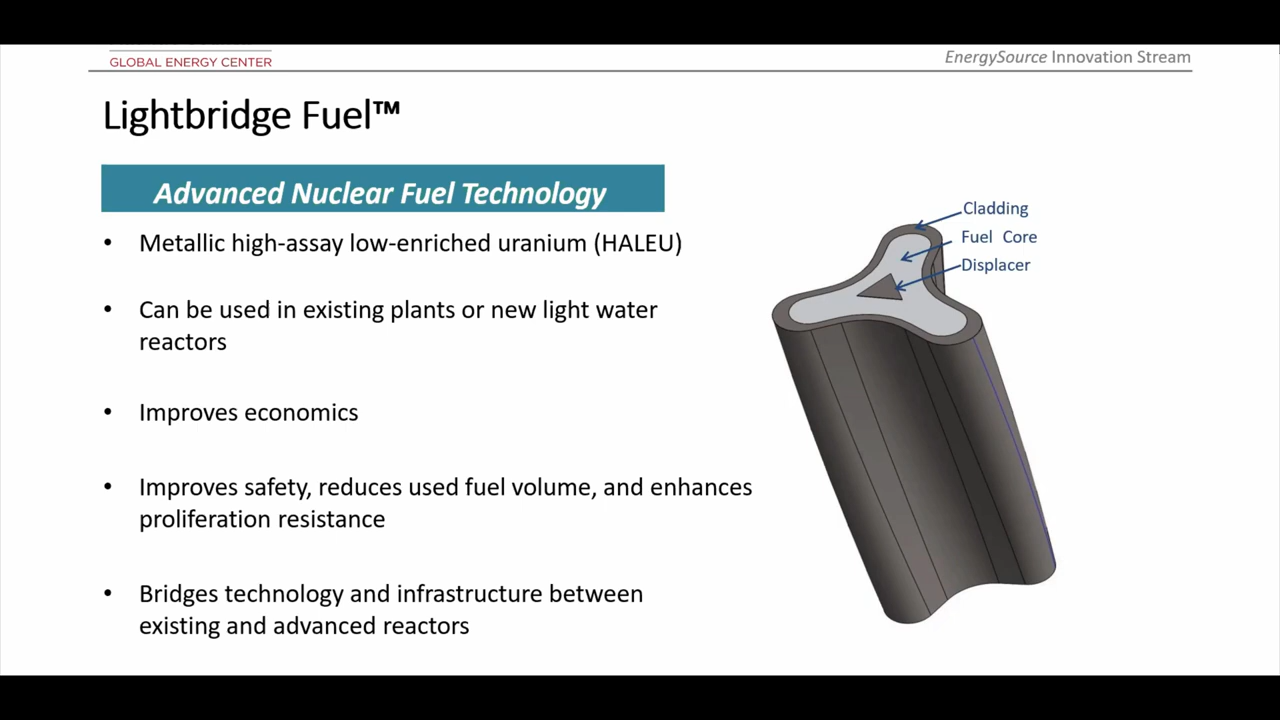 GLOBAL ENERGY CENTER
EnergySource Innovation Stream
Lightbridge Fuel™
Advanced Nuclear Fuel Technology
• Metallic high-assay low-enriched uranium (HALEU)
• Can be used in existing plants or new light water
reactors
• Improves economics
• Improves safety, reduces used fuel volume, and enhances
proliferation resistance
• Bridges technology and infrastructure between
existing and advanced reactors
Cladding
Fuel Core
Displacer